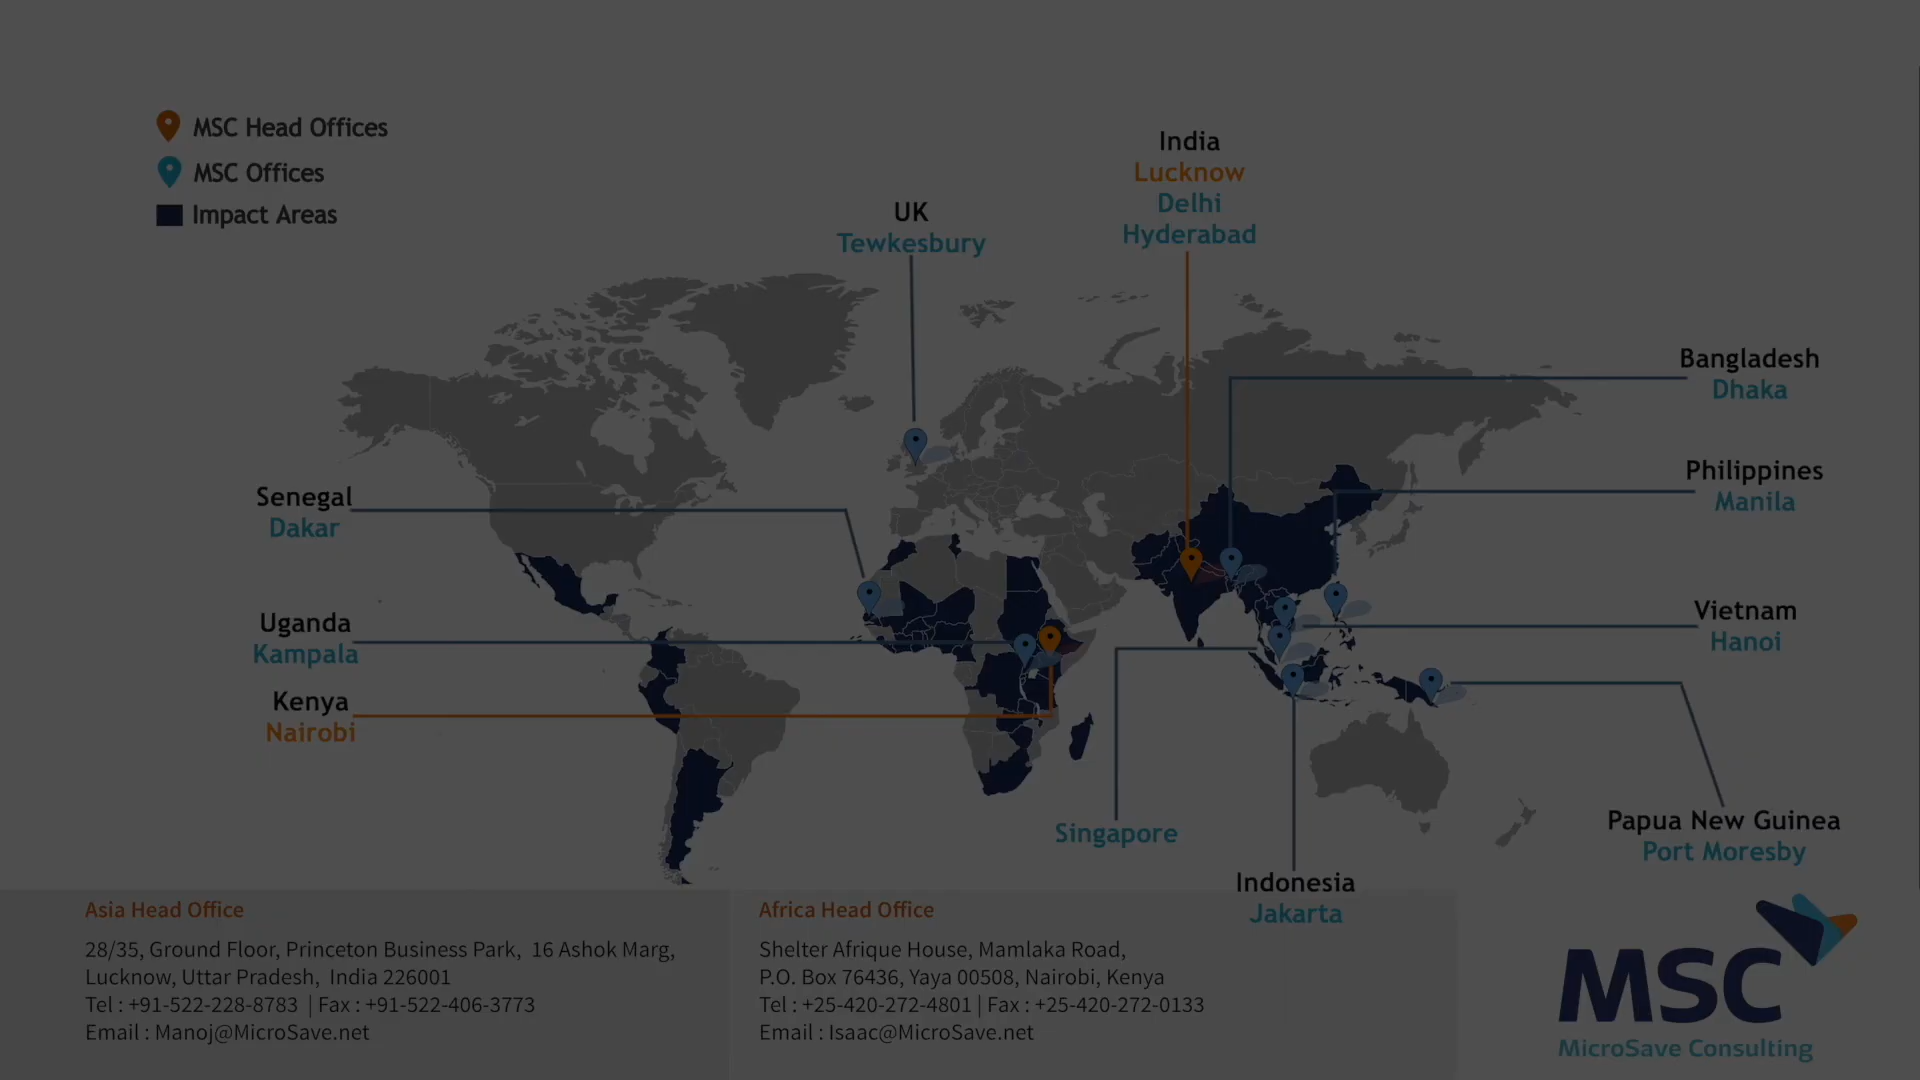 MSC Head Offices
MSC Offices
Impact Areas
India
Lucknow
Delhi
Hyderabad
UK
Tewkesbury
Bangladesh
Dhaka
Philippines
Manila
Senegal
Dakar
Uganda
Kampala
Vietnam
Hanoi
Kenya
Nairobi
Singapore
Papua New Guinea
Port Moresby
Indonesia
Jakarta
Asia Head Office
28/35, Ground Floor, Princeton Business Park, 16 Ashok Marg,
Lucknow, Uttar Pradesh, India 226001
Tel : +91-522-228-8783 | Fax : +91-522-406-3773
Email : Manoj@MicroSave.net
Africa Head Office
Shelter Afrique House, Mamlaka Road,
P.O. Box 76436, Yaya 00508, Nairobi, Kenya
Tel : +25-420-272-4801 | Fax : +25-420-272-0133
Email : Isaac@MicroSave.net
MSC
MicroSave Consulting